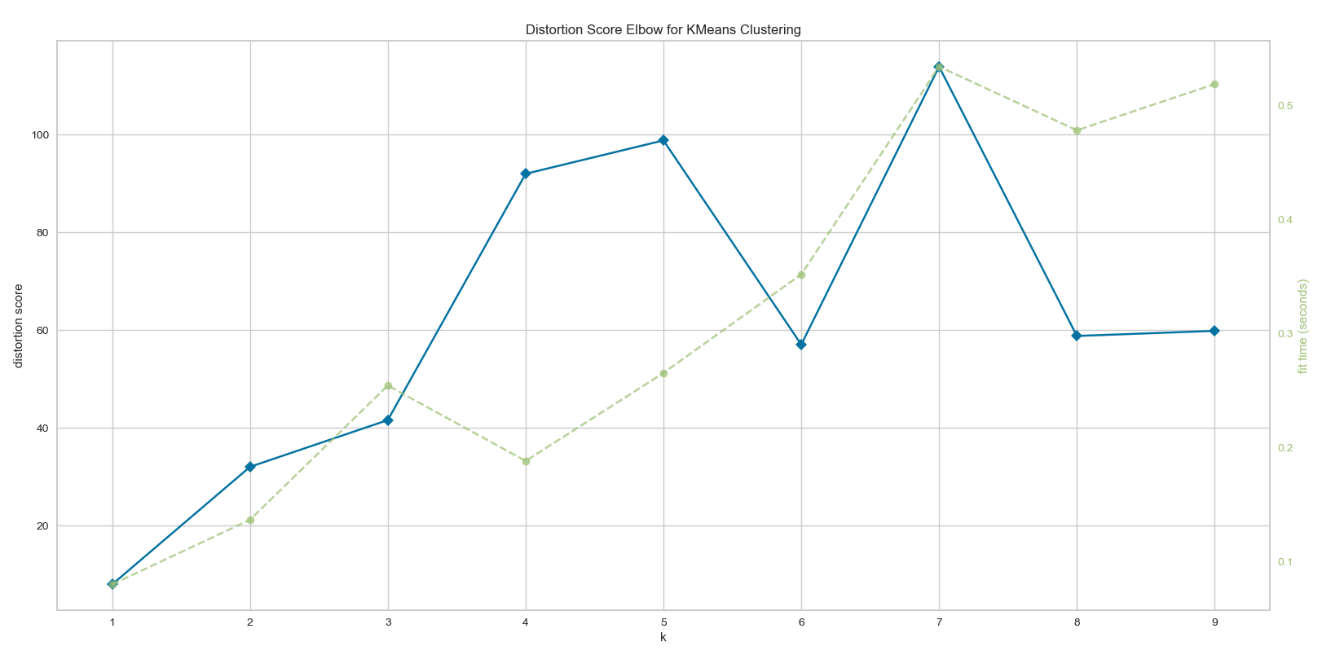 Distortion Score Elbow for KMeans Clustering
distortion score
100
80
60
40
20
0.5
0.4
0.3
0.2
0.1
fit time (seconds)
1 2 3 4 5 6 7 8 9
k